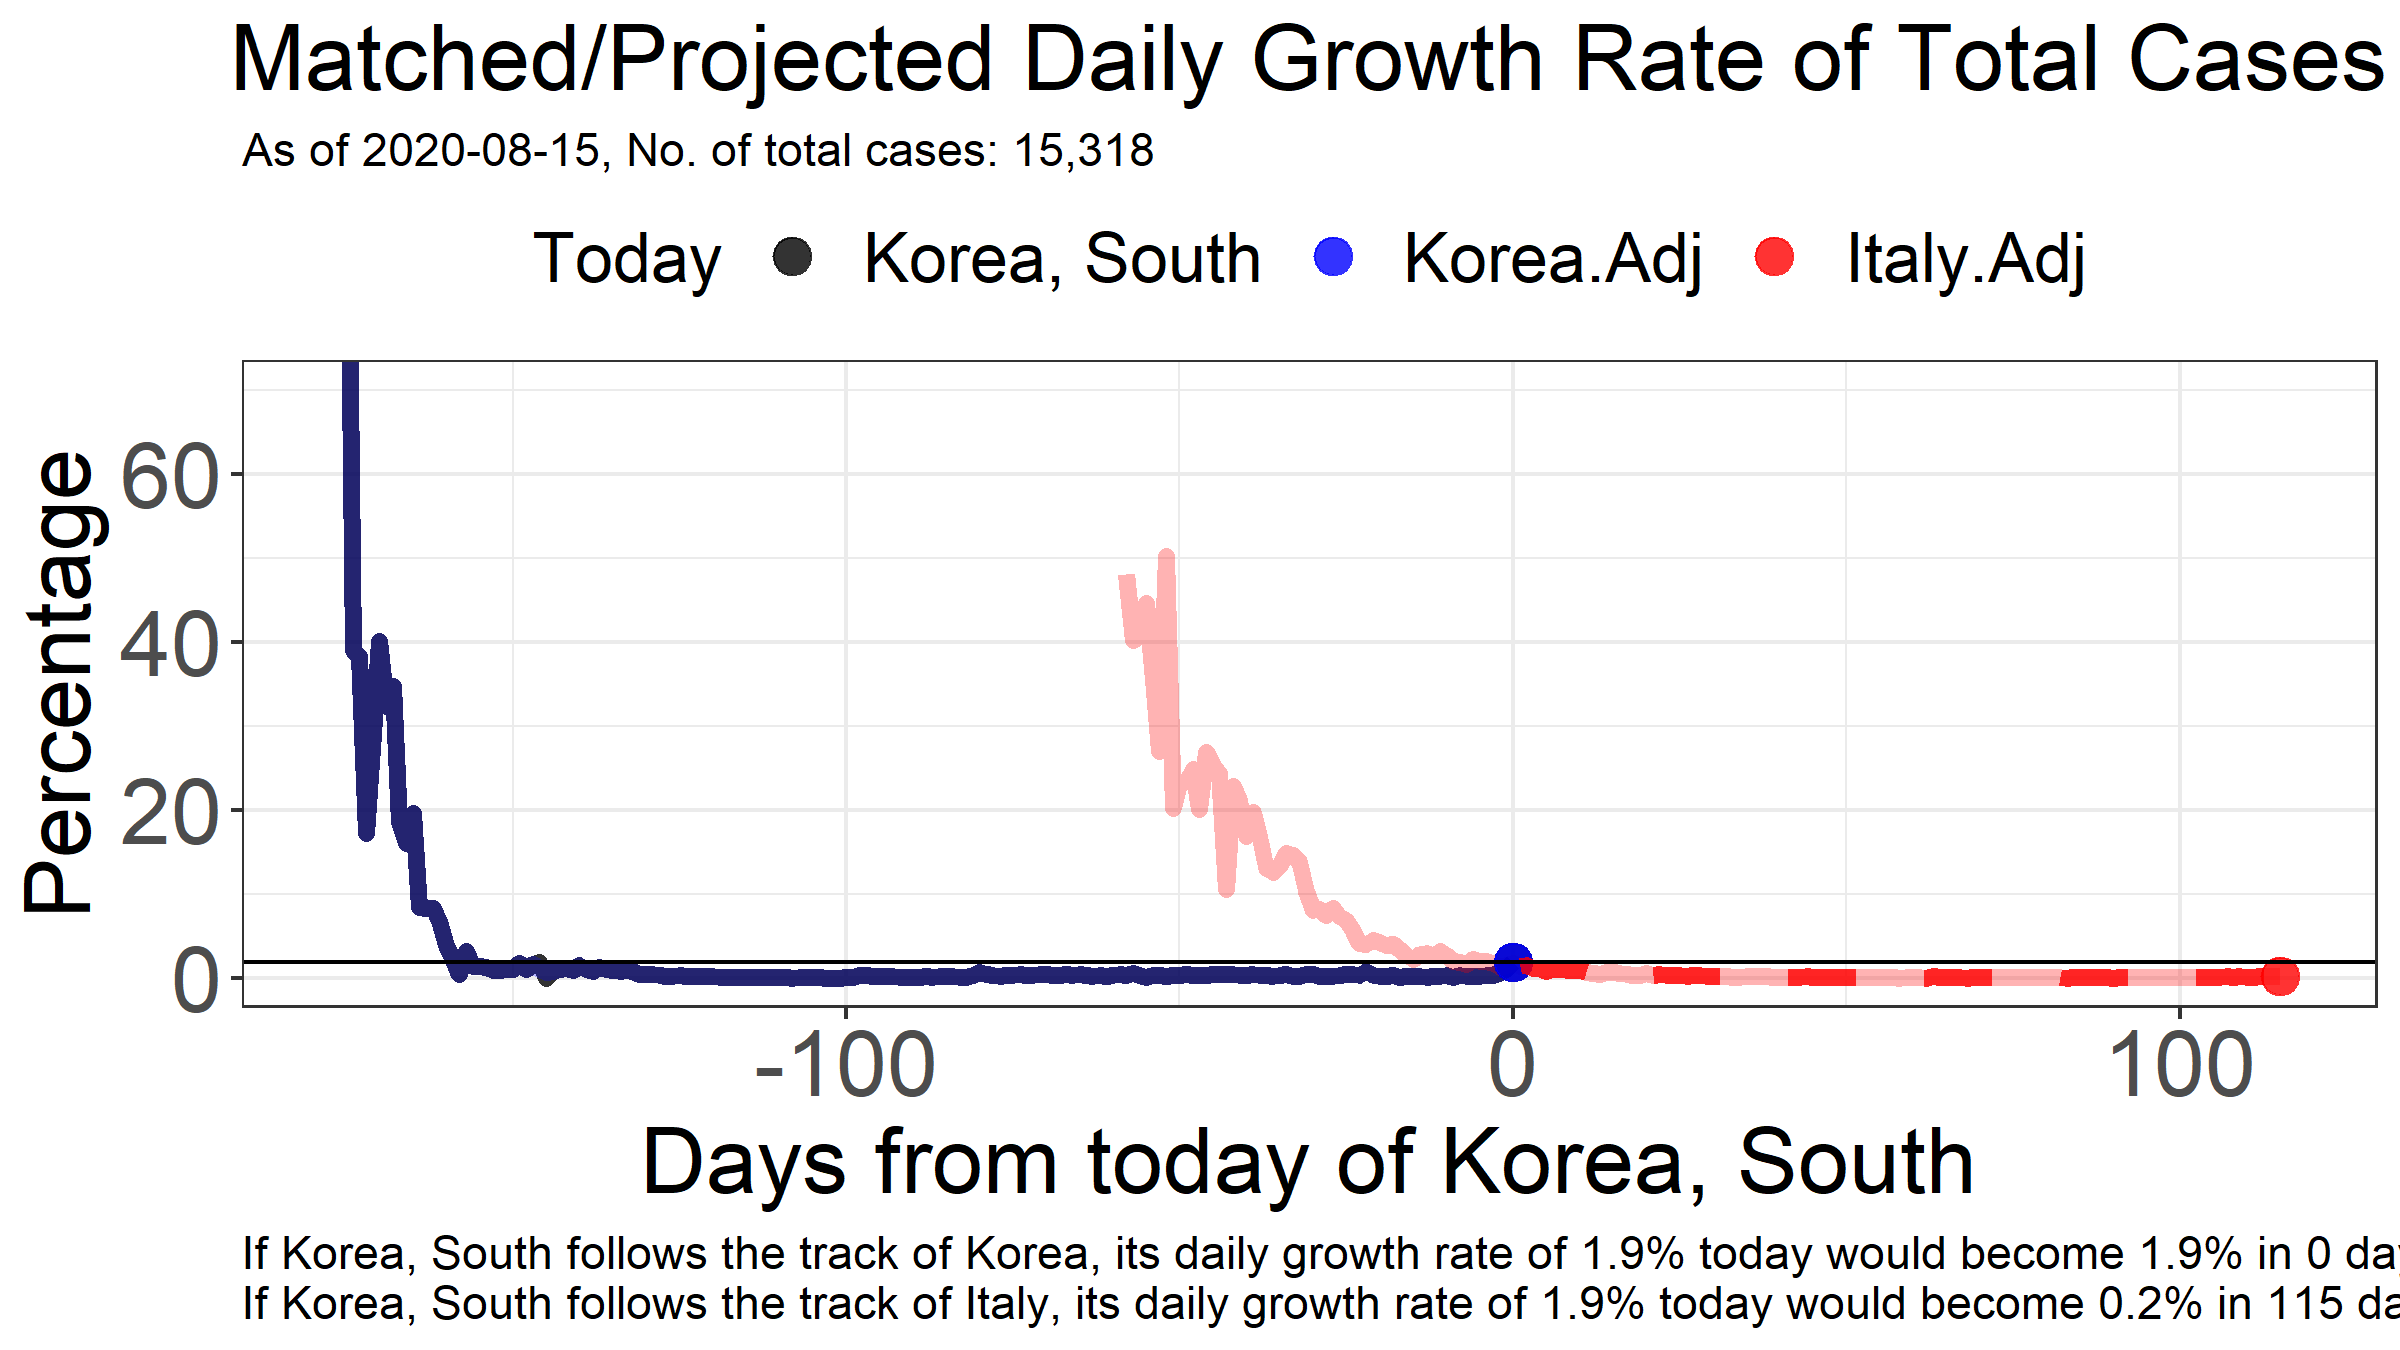 Matched/Projected Daily Growth Rate of Total Cases
As of 2020-08-15, No. of total cases: 15,318
Today Korea, South Korea.Adj Italy.Adj
Percentage
60
40
20
0
-100 0 100
Days from today of Korea, South
If Korea, South follows the track of Korea, its daily growth rate of 1.9% today would become 1.9% in 0
If Korea, South follows the track of Italy, its daily growth rate of 1.9% today would become 0.2% in 115